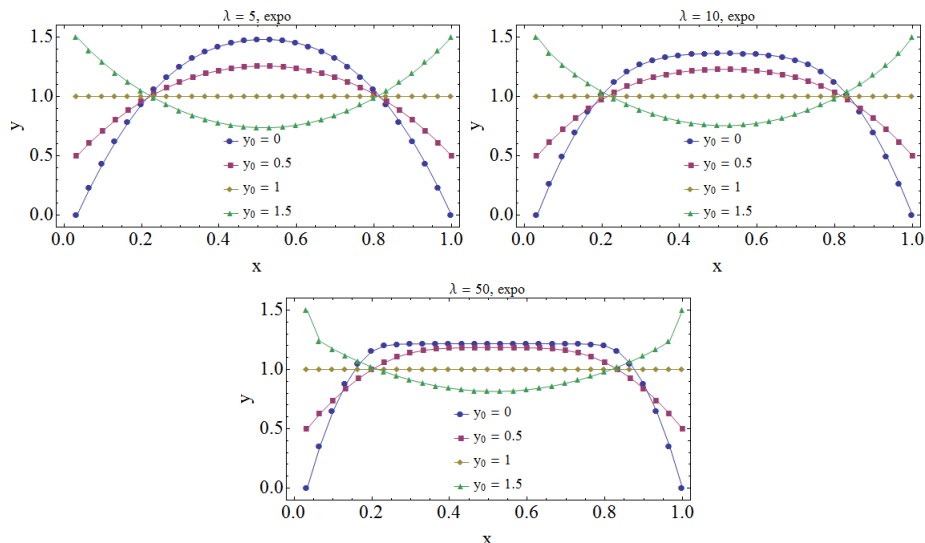 λ = 5, expo
1.5
1.0
0.5
0.0
y
y₀ = 0
y₀ = 0.5
y₀ = 1
y₀ = 1.5
0.0 0.2 0.4 0.6 0.8 1.0
x
λ = 10, expo
1.5
1.0
0.5
0.0
y
y₀ = 0
y₀ = 0.5
y₀ = 1
y₀ = 1.5
0.0 0.2 0.4 0.6 0.8 1.0
x
λ = 50, expo
1.5
1.0
0.5
0.0
y
y₀ = 0
y₀ = 0.5
y₀ = 1
y₀ = 1.5
0.0 0.2 0.4 0.6 0.8 1.0
x